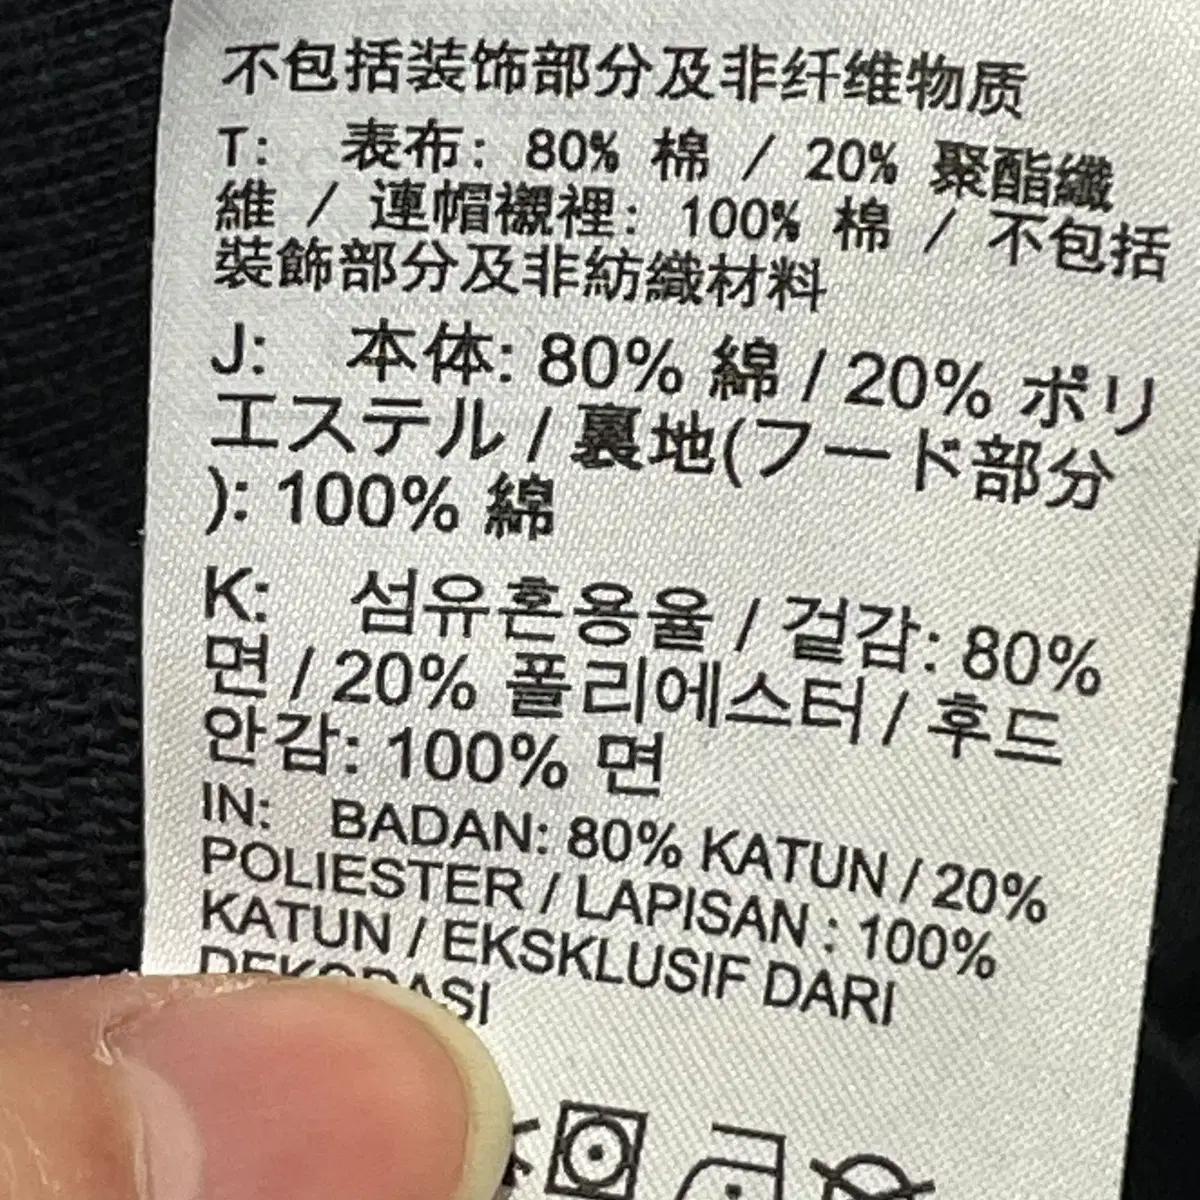 不包括装饰部分及非纤维物质
T: 表布: 80% 棉 / 20% 聚酯纖
維 / 連帽襯裡: 100% 棉 / 不包括
裝飾部分及非紡織材料
J: 本体: 80% 綿 / 20% ポリ
エステル / 裏地(フード部分
): 100% 綿
K: 섬유혼용율 / 겉감: 80%
면 / 20% 폴리에스터 / 후드
안감: 100% 면
IN: BADAN: 80% KATUN / 20%
POLIESTER / LAPISAN : 100%
KATUN / EKSKLUSIF DARI
DEKORASI